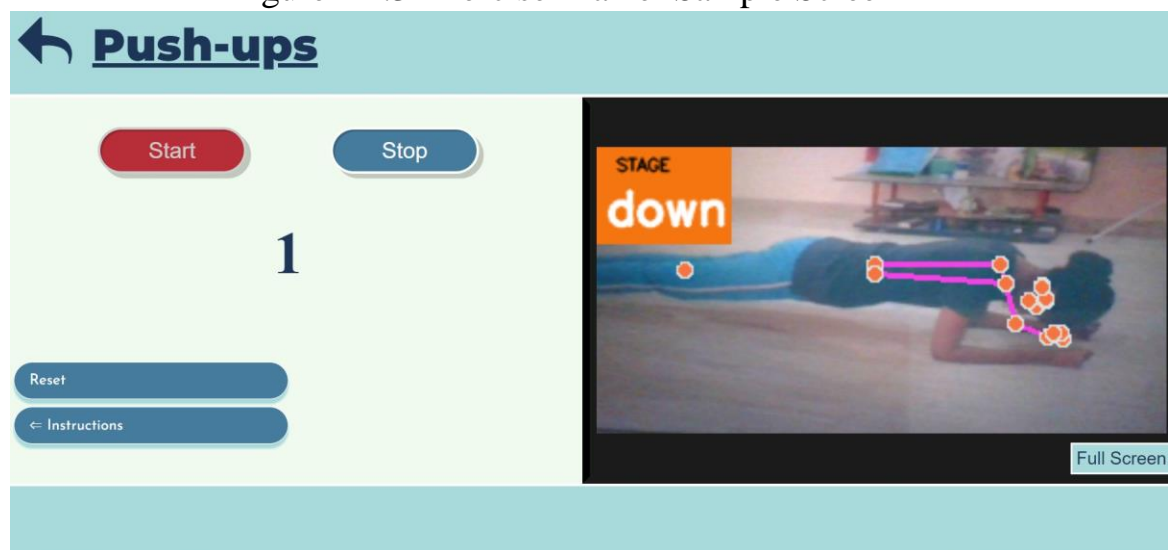 Push-ups
Start
Stop
STAGE
down
1
Reset
⇐ Instructions
Full Screen